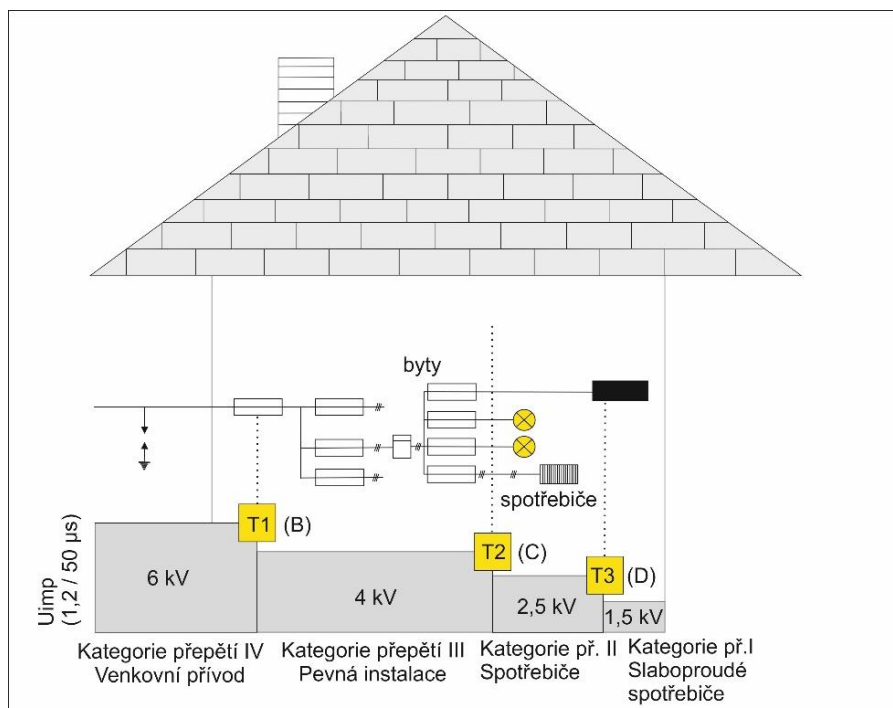 byty
spotřebiče
T1 (B)
T2 (C)
T3 (D)
Uimp
(1,2 / 50 µs)
6 kV
4 kV
2,5 kV
1,5 kV
Kategorie přepětí IV
Venkovní přívod
Kategorie přepětí III
Pevná instalace
Kategorie př. II
Spotřebiče
Kategorie př.I
Slaboproudé
spotřebiče